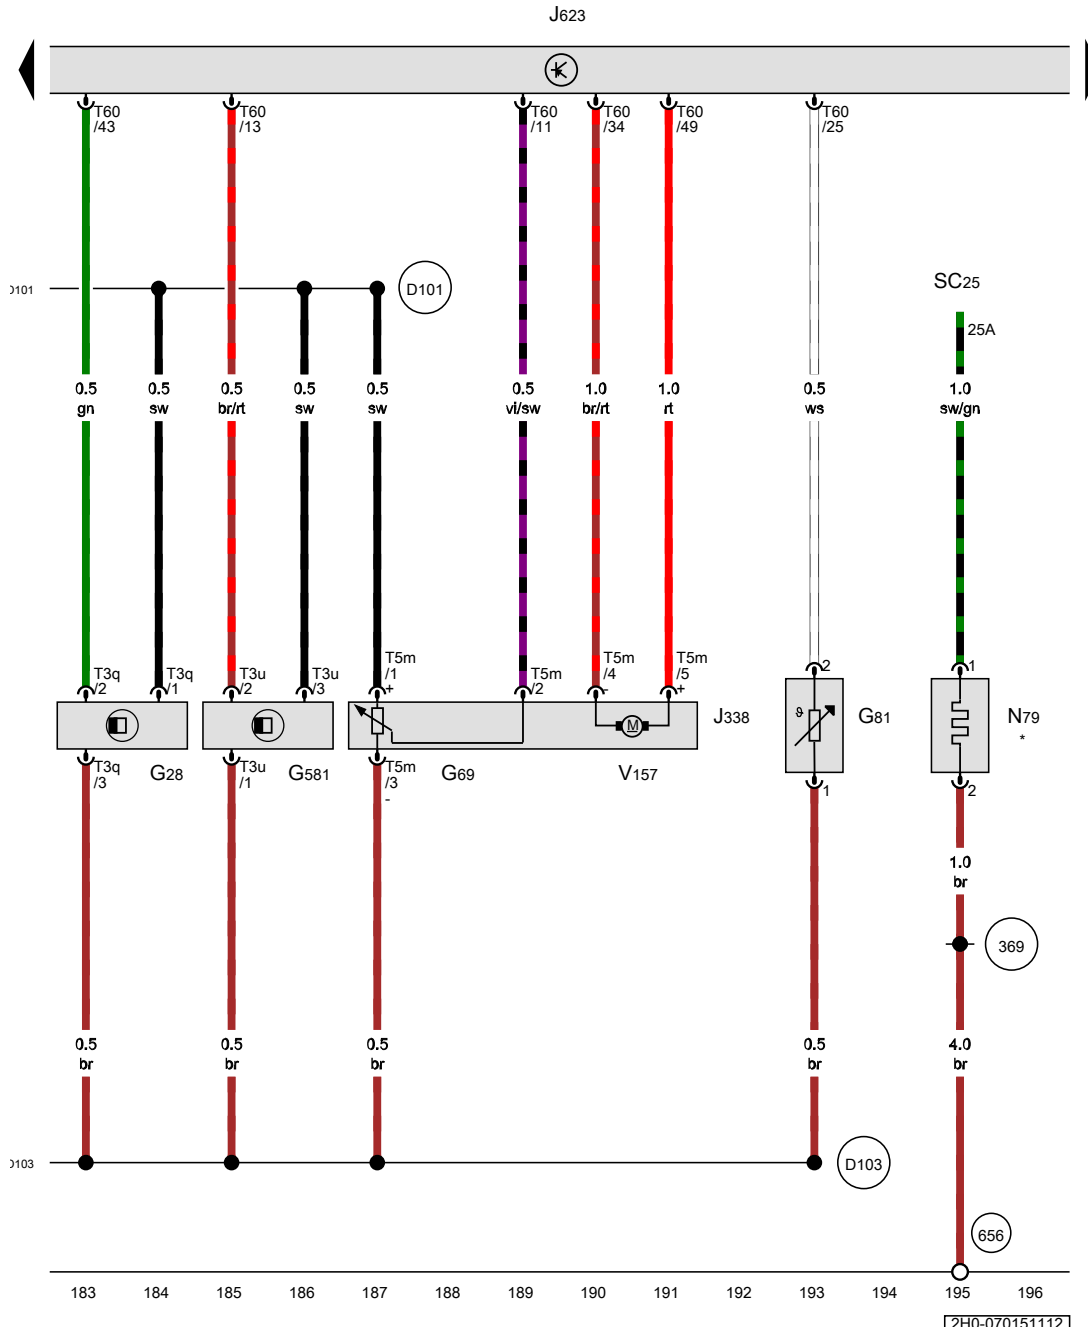 J623
T60 T60 T60 T60 T60 T60
/43 /13 /11 /34 /49 /25
D101
SC25
25A
0.5 0.5 0.5 0.5 0.5 0.5 1.0 1.0 0.5 1.0
gn sw br/rt sw sw vi/sw br/rt rt ws sw/gn
T5m T5m T5m
/1 /4 /5
T3q T3q T3u T3u + T5m - + 2 1
/2 /1 /2 /3 /2
J338 G81 N79
*
ϑ
M
T3q T3u T5m
/3 /1 /3
-
G28 G581 G69 V157
1 2
1.0
br
369
0.5 0.5 0.5 0.5 4.0
br br br br br
D103
656
183 184 185 186 187 188 189 190 191 192 193 194 195 196
2H0-070151112